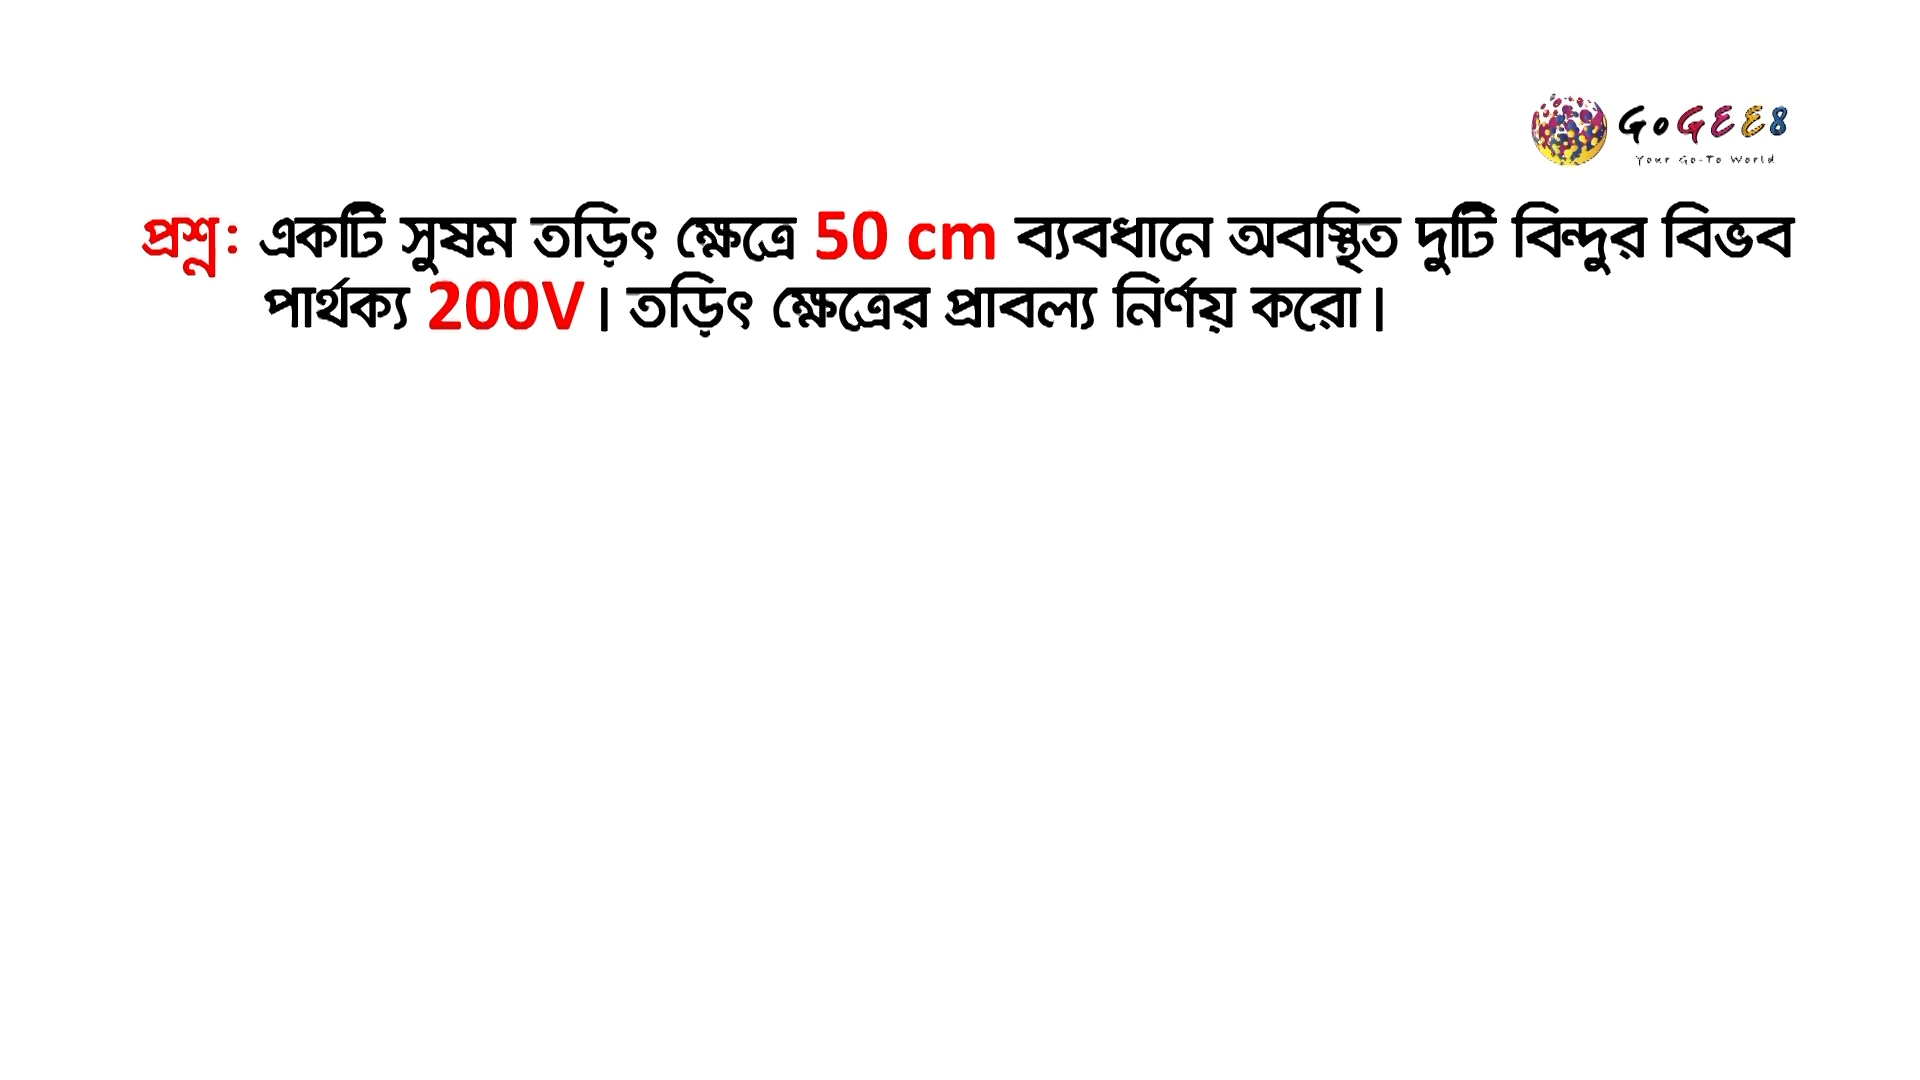 GoGEE8
Your Go-To World
প্রশ্ন: একটি সুষম তড়িৎ ক্ষেত্রে 50 cm ব্যবধানে অবস্থিত দুটি বিন্দুর বিভব
পার্থক্য 200V। তড়িৎ ক্ষেত্রের প্রাবল্য নির্ণয় করো।